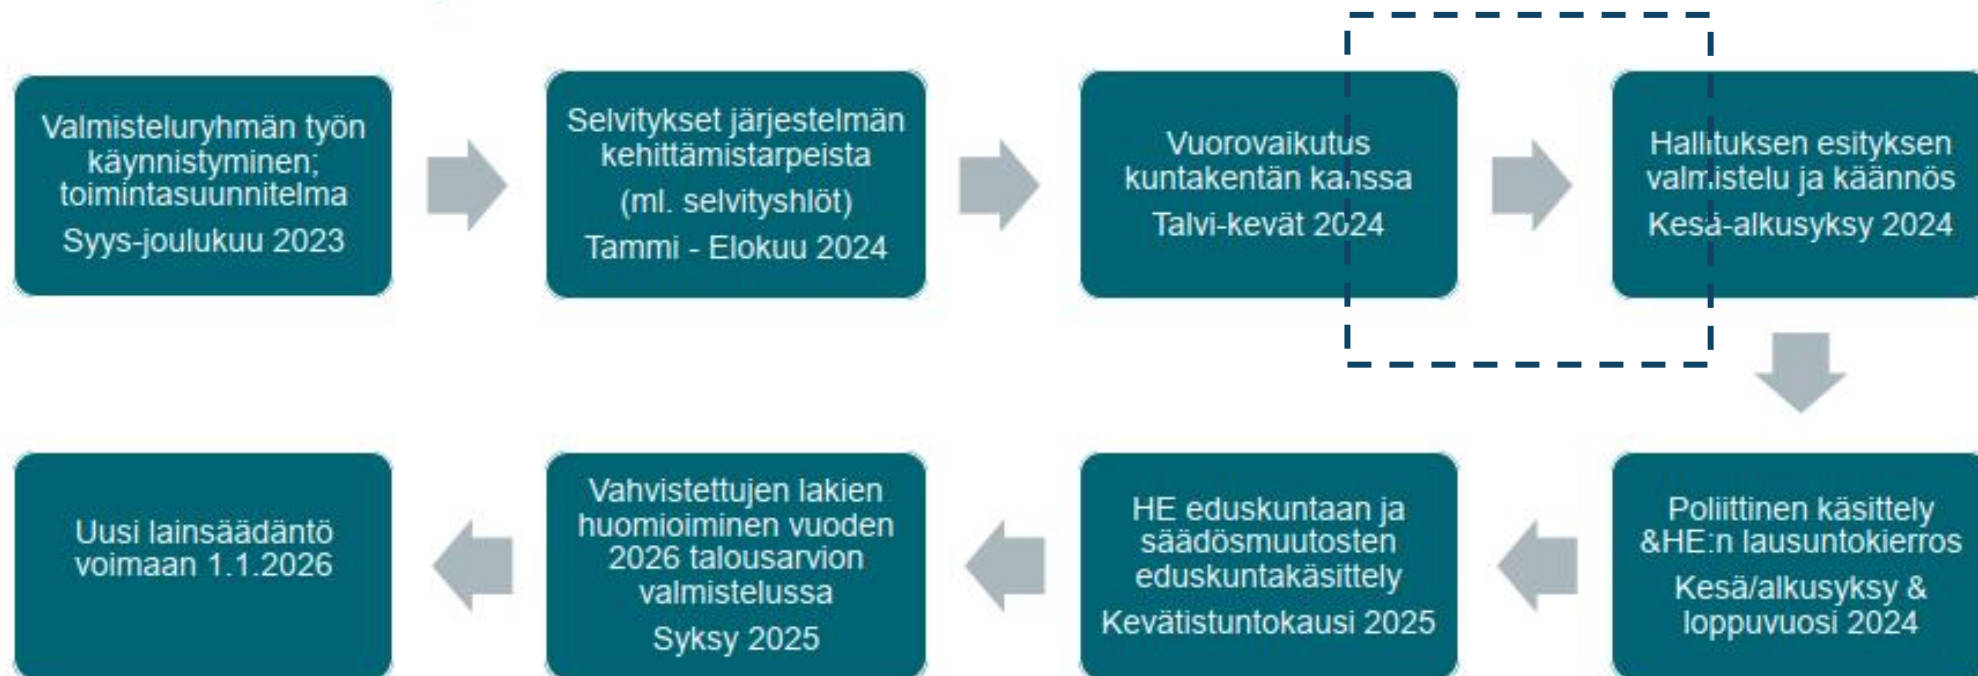 Valmisteluryhmän työn
käynnistyminen;
toimintasuunnitelma
Syys-joulukuu 2023
Selvitykset järjestelmän
kehittämistarpeista
(ml. selvityshlöt)
Tammi - Elokuu 2024
Vuorovaikutus
kuntakentän kanssa
Talvi-kevät 2024
Hallituksen esityksen
valmistelu ja käännös
Kesä-alkusyksy 2024
Poliittinen käsittely
&HE:n lausuntokierros
Kesä/alkusyksy &
loppuvuosi 2024
HE eduskuntaan ja
säädösmuutosten
eduskuntakäsittely
Kevätistuntokausi 2025
Vahvistettujen lakien
huomioiminen vuoden
2026 talousarvion
valmistelussa
Syksy 2025
Uusi lainsäädäntö
voimaan 1.1.2026